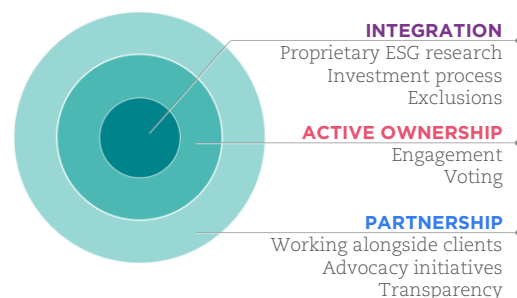 INTEGRATION
Proprietary ESG research
Investment process
Exclusions
ACTIVE OWNERSHIP
Engagement
Voting
PARTNERSHIP
Working alongside clients
Advocacy initiatives
Transparency